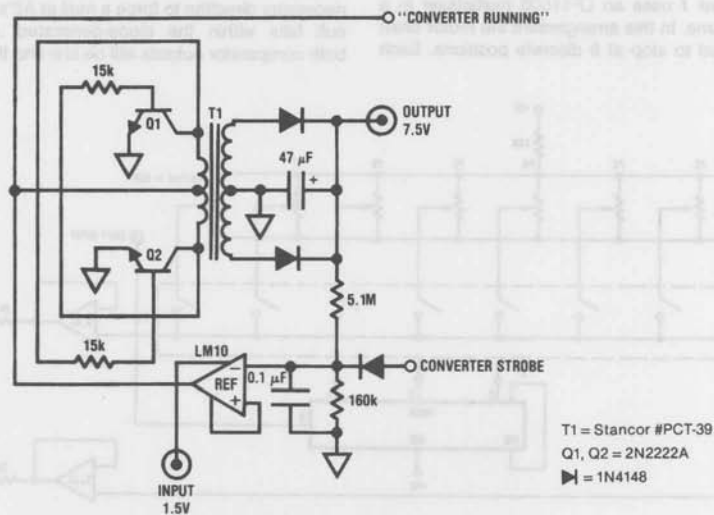 "CONVERTER RUNNING"
15k
Q1
T1
OUTPUT
7.5V
47 µF
+
Q2
5.1M
15k
LM10
−
REF
+
0.1 µF
CONVERTER STROBE
160k
INPUT
1.5V
T1 = Stancor #PCT-39
Q1, Q2 = 2N2222A
= 1N4148